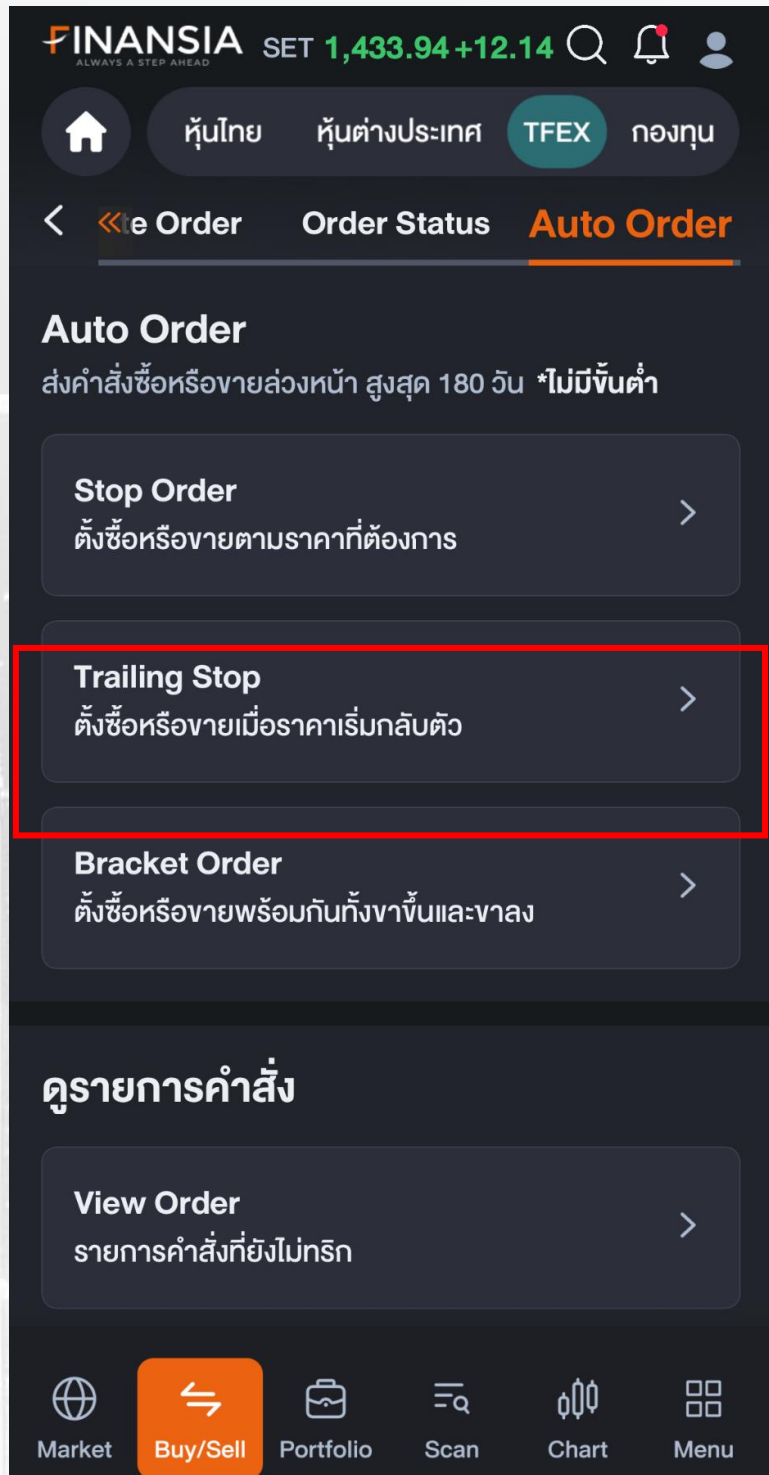 FINANSIA SET 1,433.94 +12.14
ALWAYS A STEP AHEAD
หุ้นไทย หุ้นต่างประเทศ TFEX กองทุน
te Order Order Status Auto Order
Auto Order
ส่งคำสั่งซื้อหรือขายล่วงหน้า สูงสุด 180 วัน *ไม่มีขั้นต่ำ
Stop Order
ตั้งซื้อหรือขายตามราคาที่ต้องการ
Trailing Stop
ตั้งซื้อหรือขายเมื่อราคาเริ่มกลับตัว
Bracket Order
ตั้งซื้อหรือขายพร้อมกันทั้งขาขึ้นและขาลง
ดูรายการคำสั่ง
View Order
รายการคำสั่งที่ยังไม่ทริก
Market Buy/Sell Portfolio Scan Chart Menu